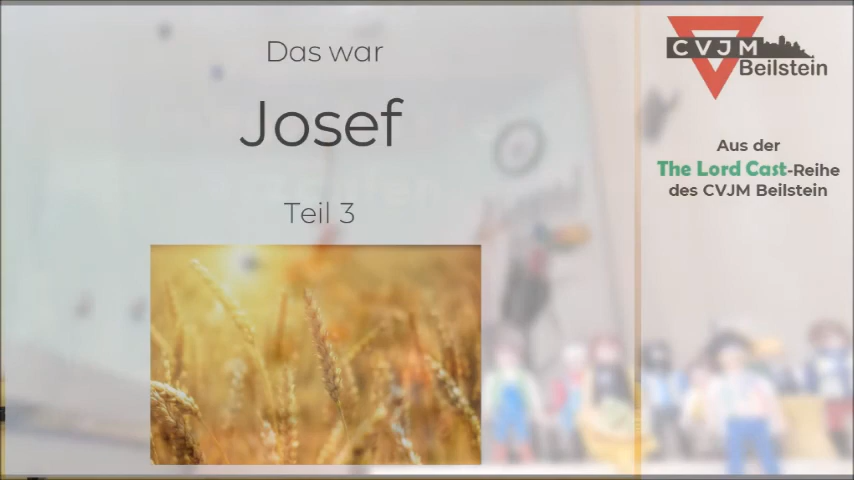 Das war
Josef
Teil 3
CVJM
Beilstein
Aus der
The Lord Cast-Reihe
des CVJM Beilstein